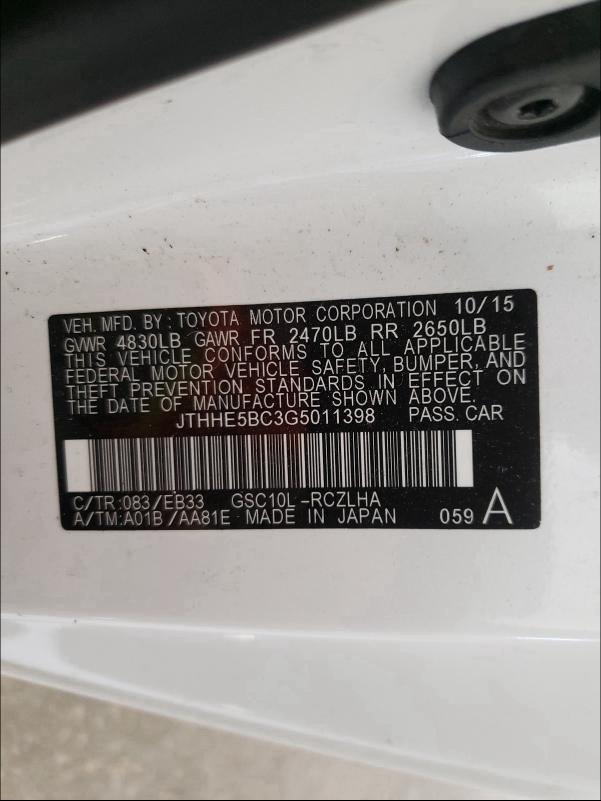 VEH. MFD. BY : TOYOTA MOTOR CORPORATION 10/15
GVWR 4830LB GAWR FR 2470LB RR 2650LB
THIS VEHICLE CONFORMS TO ALL APPLICABLE
FEDERAL MOTOR VEHICLE SAFETY, BUMPER, AND
THEFT PREVENTION STANDARDS IN EFFECT ON
THE DATE OF MANUFACTURE SHOWN ABOVE.
JTHHE5BC3G5011398 PASS. CAR
C/TR:083/EB33 GSC10L-RCZLHA
A/TM:A01B/AA81E MADE IN JAPAN 059 A